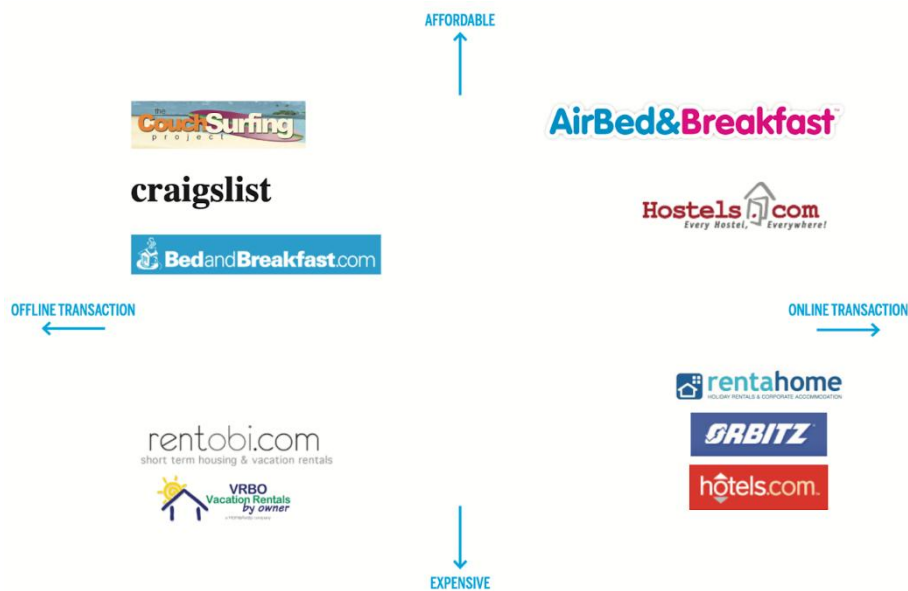 AFFORDABLE
the
CouchSurfing
project
AirBed&Breakfast
craigslist
Hostels.com
Every Hostel, Everywhere!
BedandBreakfast.com
OFFLINE TRANSACTION
ONLINE TRANSACTION
rentahome
HOLIDAY RENTALS & CORPORATE ACCOMMODATION
ORBITZ
rentobi.com
short term housing & vacation rentals
hotels.com
VRBO
Vacation Rentals
by owner
EXPENSIVE